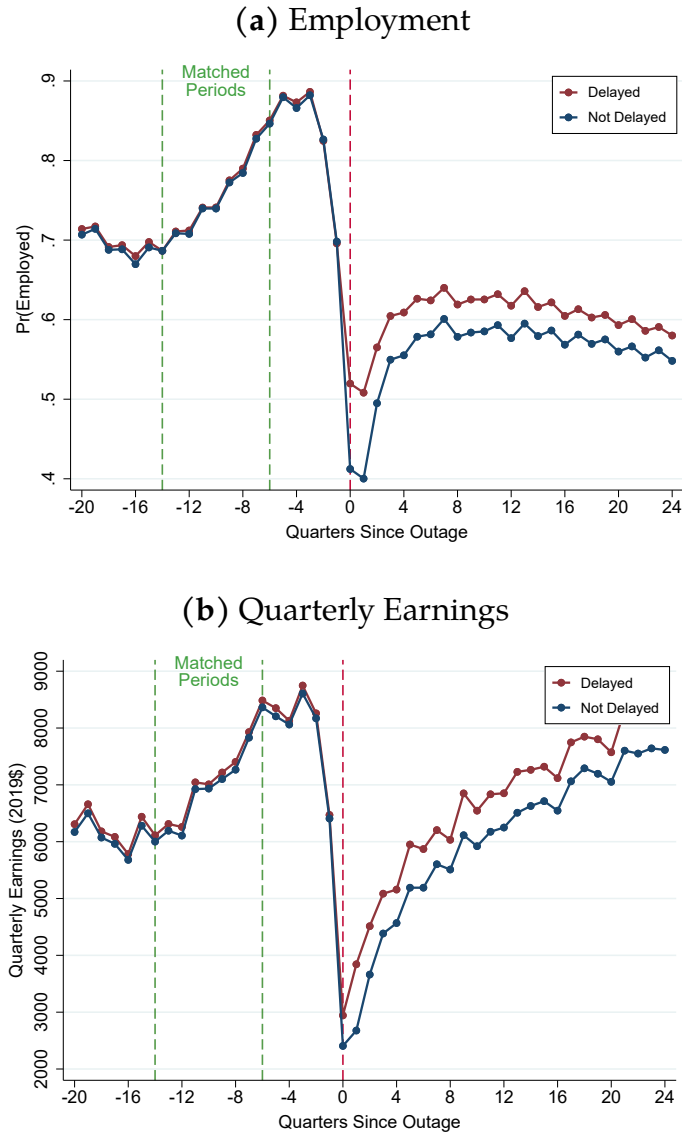 (a) Employment
Matched
Periods
Delayed
Not Delayed
.9
.8
.7
.6
.5
.4
Pr(Employed)
-20 -16 -12 -8 -4 0 4 8 12 16 20 24
Quarters Since Outage
(b) Quarterly Earnings
Matched
Periods
Delayed
Not Delayed
9000
8000
7000
6000
5000
4000
3000
2000
Quarterly Earnings (2019$)
-20 -16 -12 -8 -4 0 4 8 12 16 20 24
Quarters Since Outage